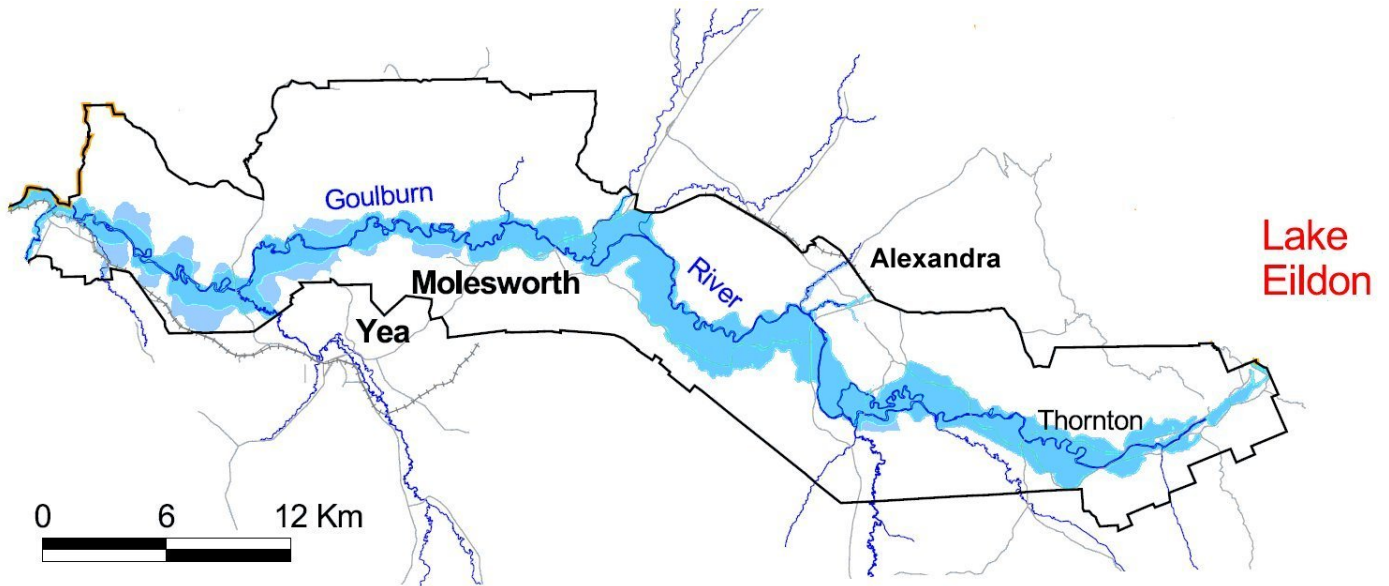 Goulburn
River
Alexandra
Lake
Eildon
Molesworth
Yea
Thornton
0 6 12 Km